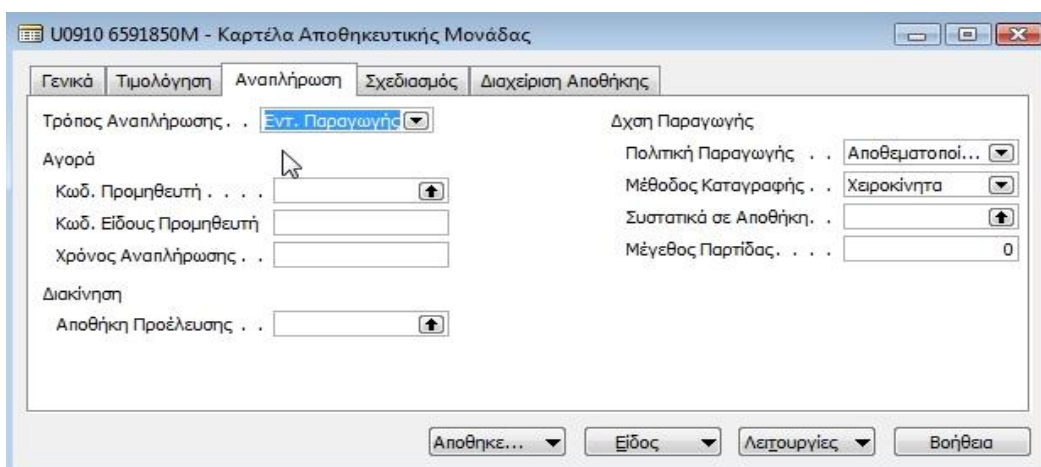 U0910 6591850M - Καρτέλα Αποθηκευτικής Μονάδας
Γενικά Τιμολόγηση Αναπλήρωση Σχεδιασμός Διαχείριση Αποθήκης
Τρόπος Αναπλήρωσης. . Εντ. Παραγωγής
Αγορά
Κωδ. Προμηθευτή . . . .
Κωδ. Είδους Προμηθευτή
Χρόνος Αναπλήρωσης . .
Διακίνηση
Αποθήκη Προέλευσης . .
Δχση Παραγωγής
Πολιτική Παραγωγής . . Αποθεματοποί...
Μέθοδος Καταγραφής . . Χειροκίνητα
Συστατικά σε Αποθήκη. .
Μέγεθος Παρτίδας. . . . 0
Αποθηκε... Είδος Λειτουργίες Βοήθεια